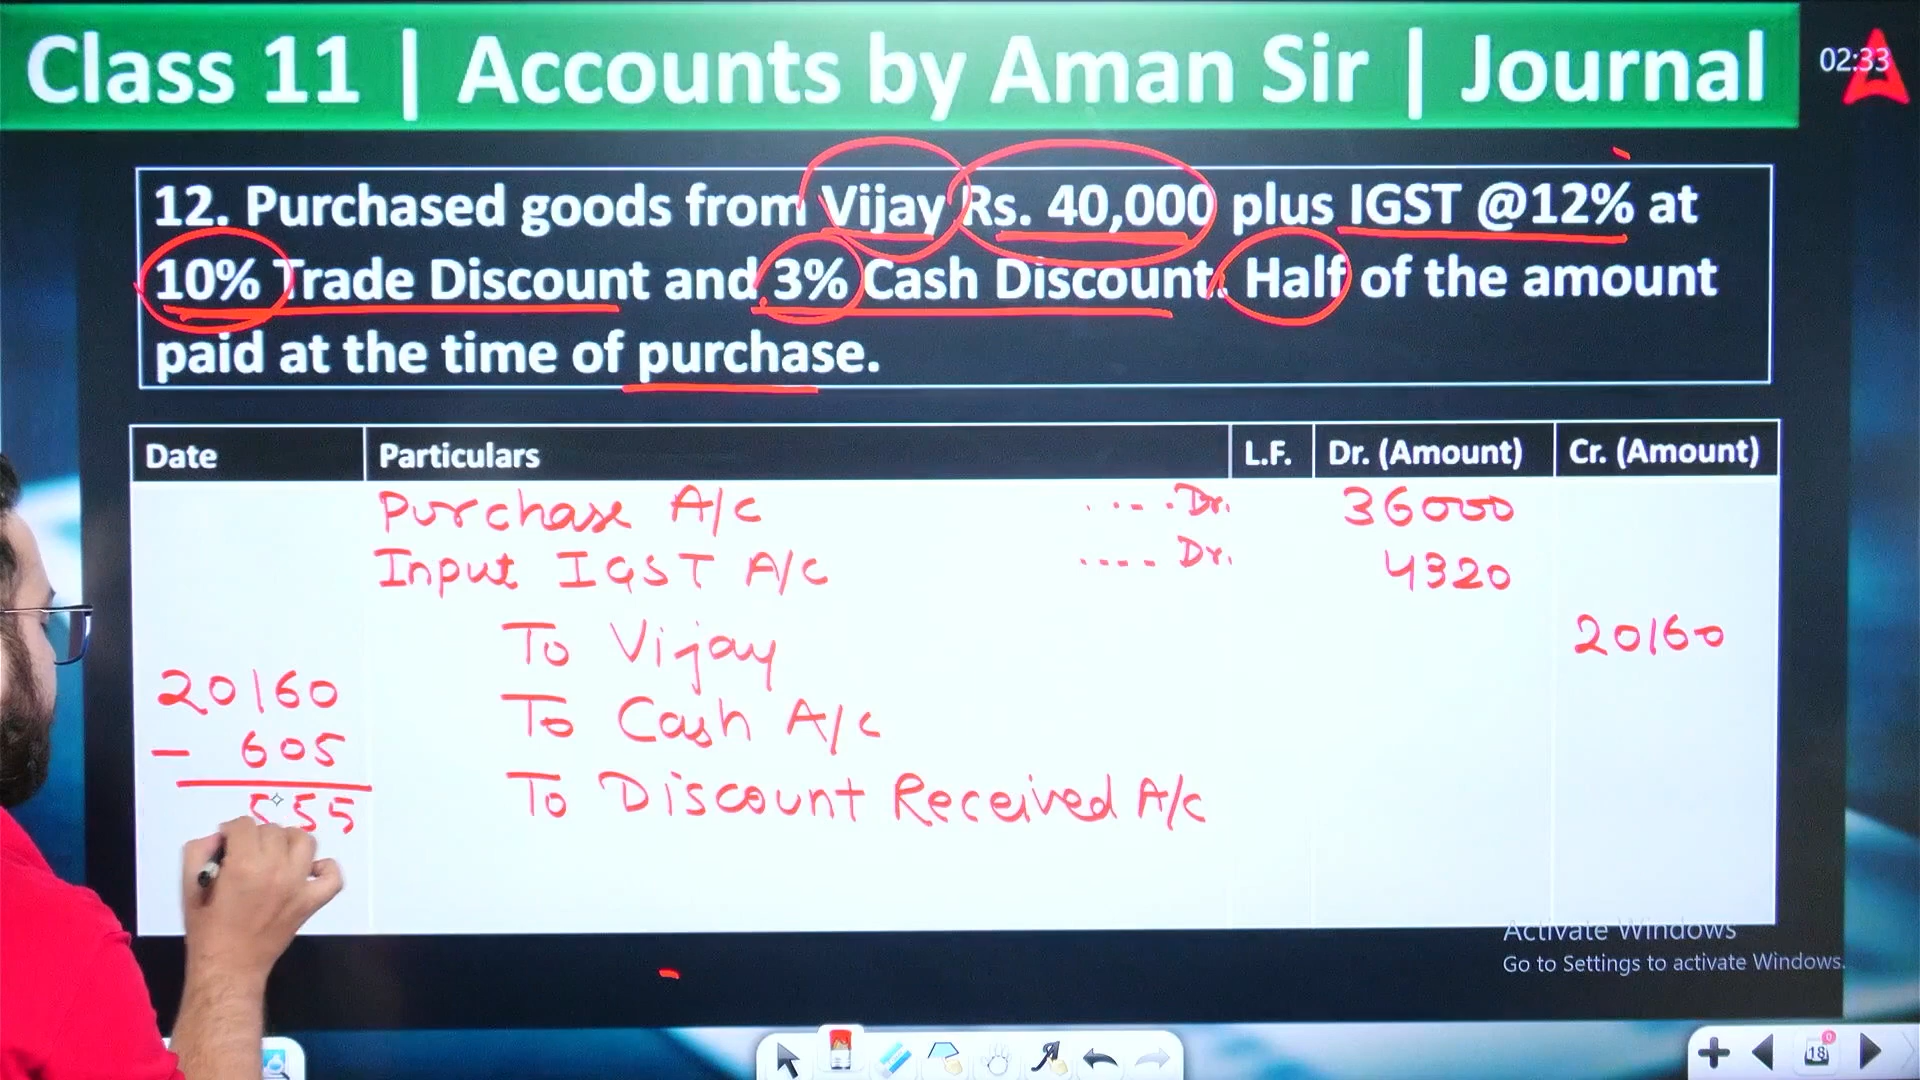 Class 11 | Accounts by Aman Sir | Journal
02:33
12. Purchased goods from Vijay Rs. 40,000 plus IGST @12% at
10% Trade Discount and 3% Cash Discount. Half of the amount
paid at the time of purchase.
Date Particulars L.F. Dr. (Amount) Cr. (Amount)
Purchase A/c ....Dr. 36000
Input IGST A/c ....Dr. 4320
To Vijay 20160
20160
To Cash A/c
- 605
To Discount Received A/c
555
Activate Windows
Go to Settings to activate Windows.
18
0